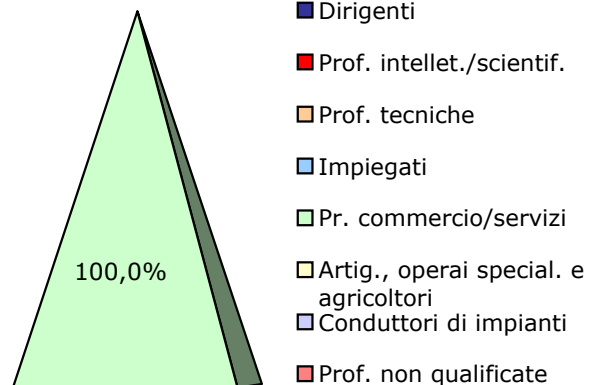 Dirigenti
Prof. intellet./scientif.
Prof. tecniche
Impiegati
Pr. commercio/servizi
100,0%
Artig., operai special. e
agricoltori
Conduttori di impianti
Prof. non qualificate